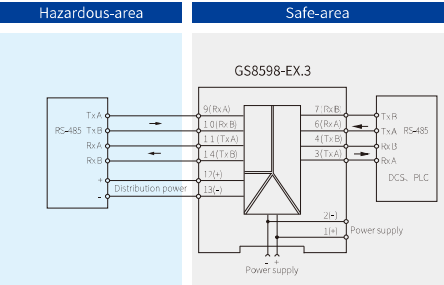 Hazardous-area
Safe-area
GS8598-EX.3
RS-485
TxA
TxB
RxA
RxB
+
-
Distribution power
9(RxA)
10(RxB)
11(TxA)
14(TxB)
12(+)
13(-)
7(RxB)
6(RxA)
4(TxB)
3(TxA)
2(-)
1(+)
TxB
TxA RS-485
RxB
RxA
DCS、PLC
Power supply
- +
Power supply